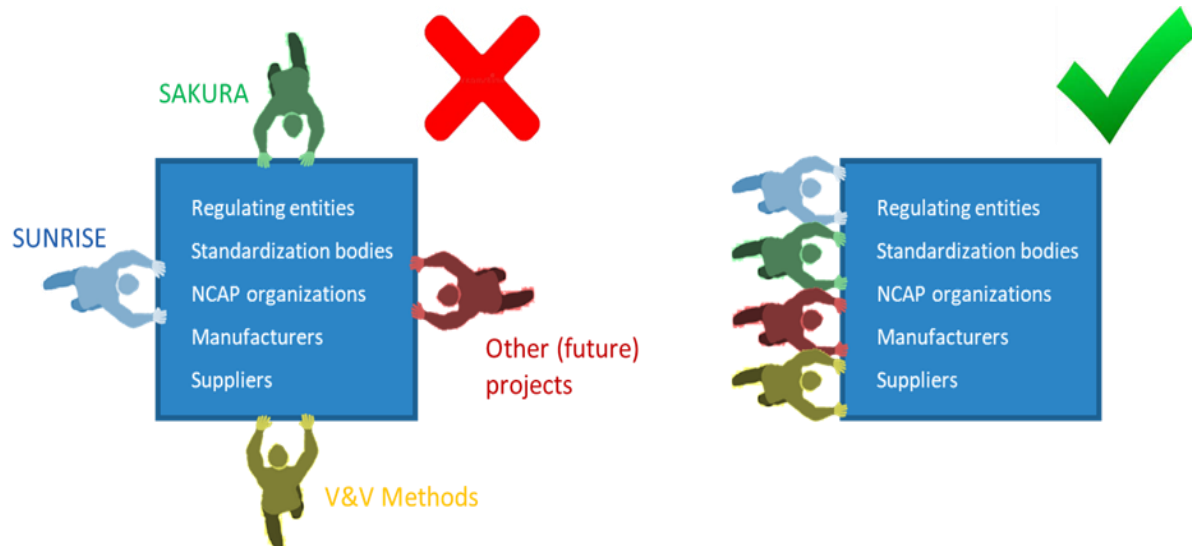 SAKURA
SUNRISE
Regulating entities
Standardization bodies
NCAP organizations
Manufacturers
Suppliers
Other (future)
projects
V&V Methods
Regulating entities
Standardization bodies
NCAP organizations
Manufacturers
Suppliers